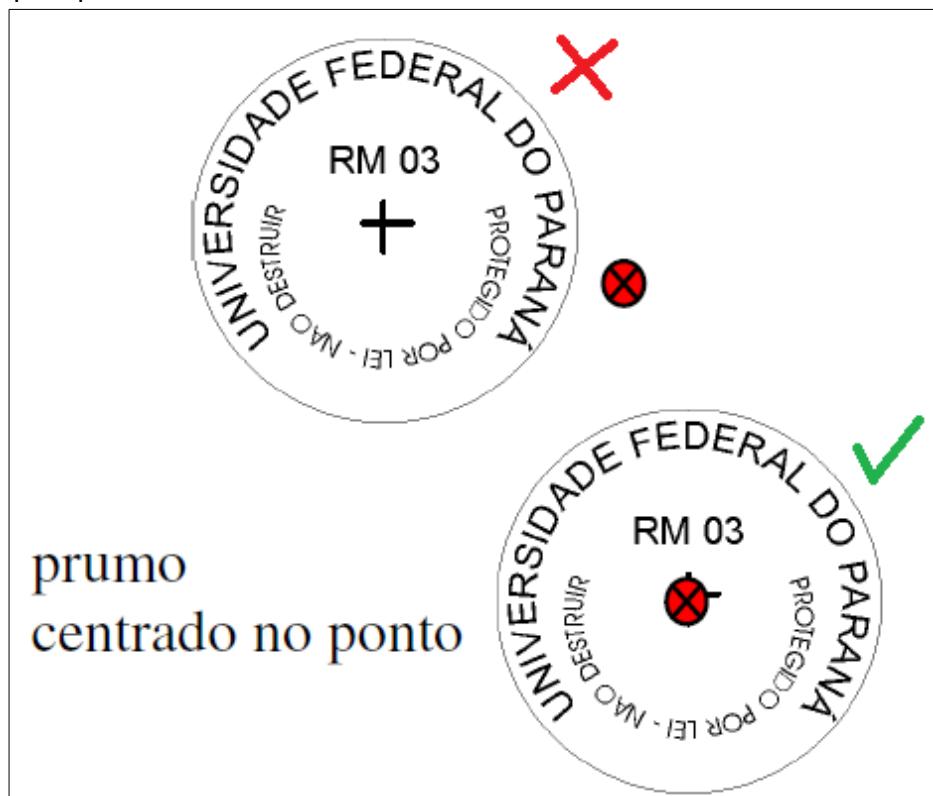 UNIVERSIDADE FEDERAL DO PARANÁ
RM 03
PROTEGIDO POR LEI - NAO DESTRUIR
UNIVERSIDADE FEDERAL DO PARANÁ
RM 03
PROTEGIDO POR LEI - NAO DESTRUIR
prumo
centrado no ponto